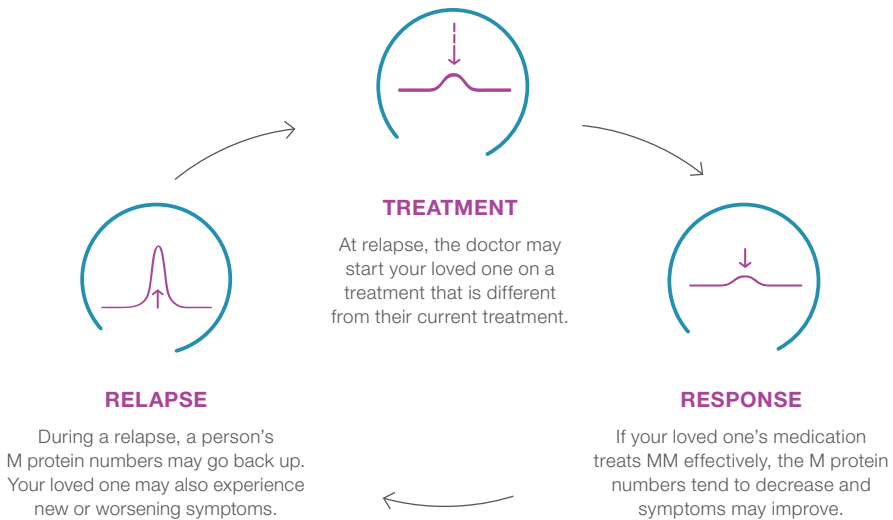 TREATMENT
At relapse, the doctor may
start your loved one on a
treatment that is different
from their current treatment.
RELAPSE
During a relapse, a person’s
M protein numbers may go back up.
Your loved one may also experience
new or worsening symptoms.
RESPONSE
If your loved one’s medication
treats MM effectively, the M protein
numbers tend to decrease and
symptoms may improve.